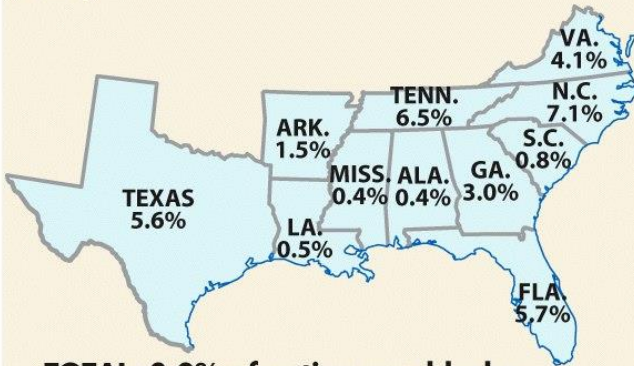 VA.
4.1%
TENN.
6.5%
N.C.
7.1%
ARK.
1.5%
S.C.
0.8%
MISS.
0.4%
ALA.
0.4%
GA.
3.0%
TEXAS
5.6%
LA.
0.5%
FLA.
5.7%